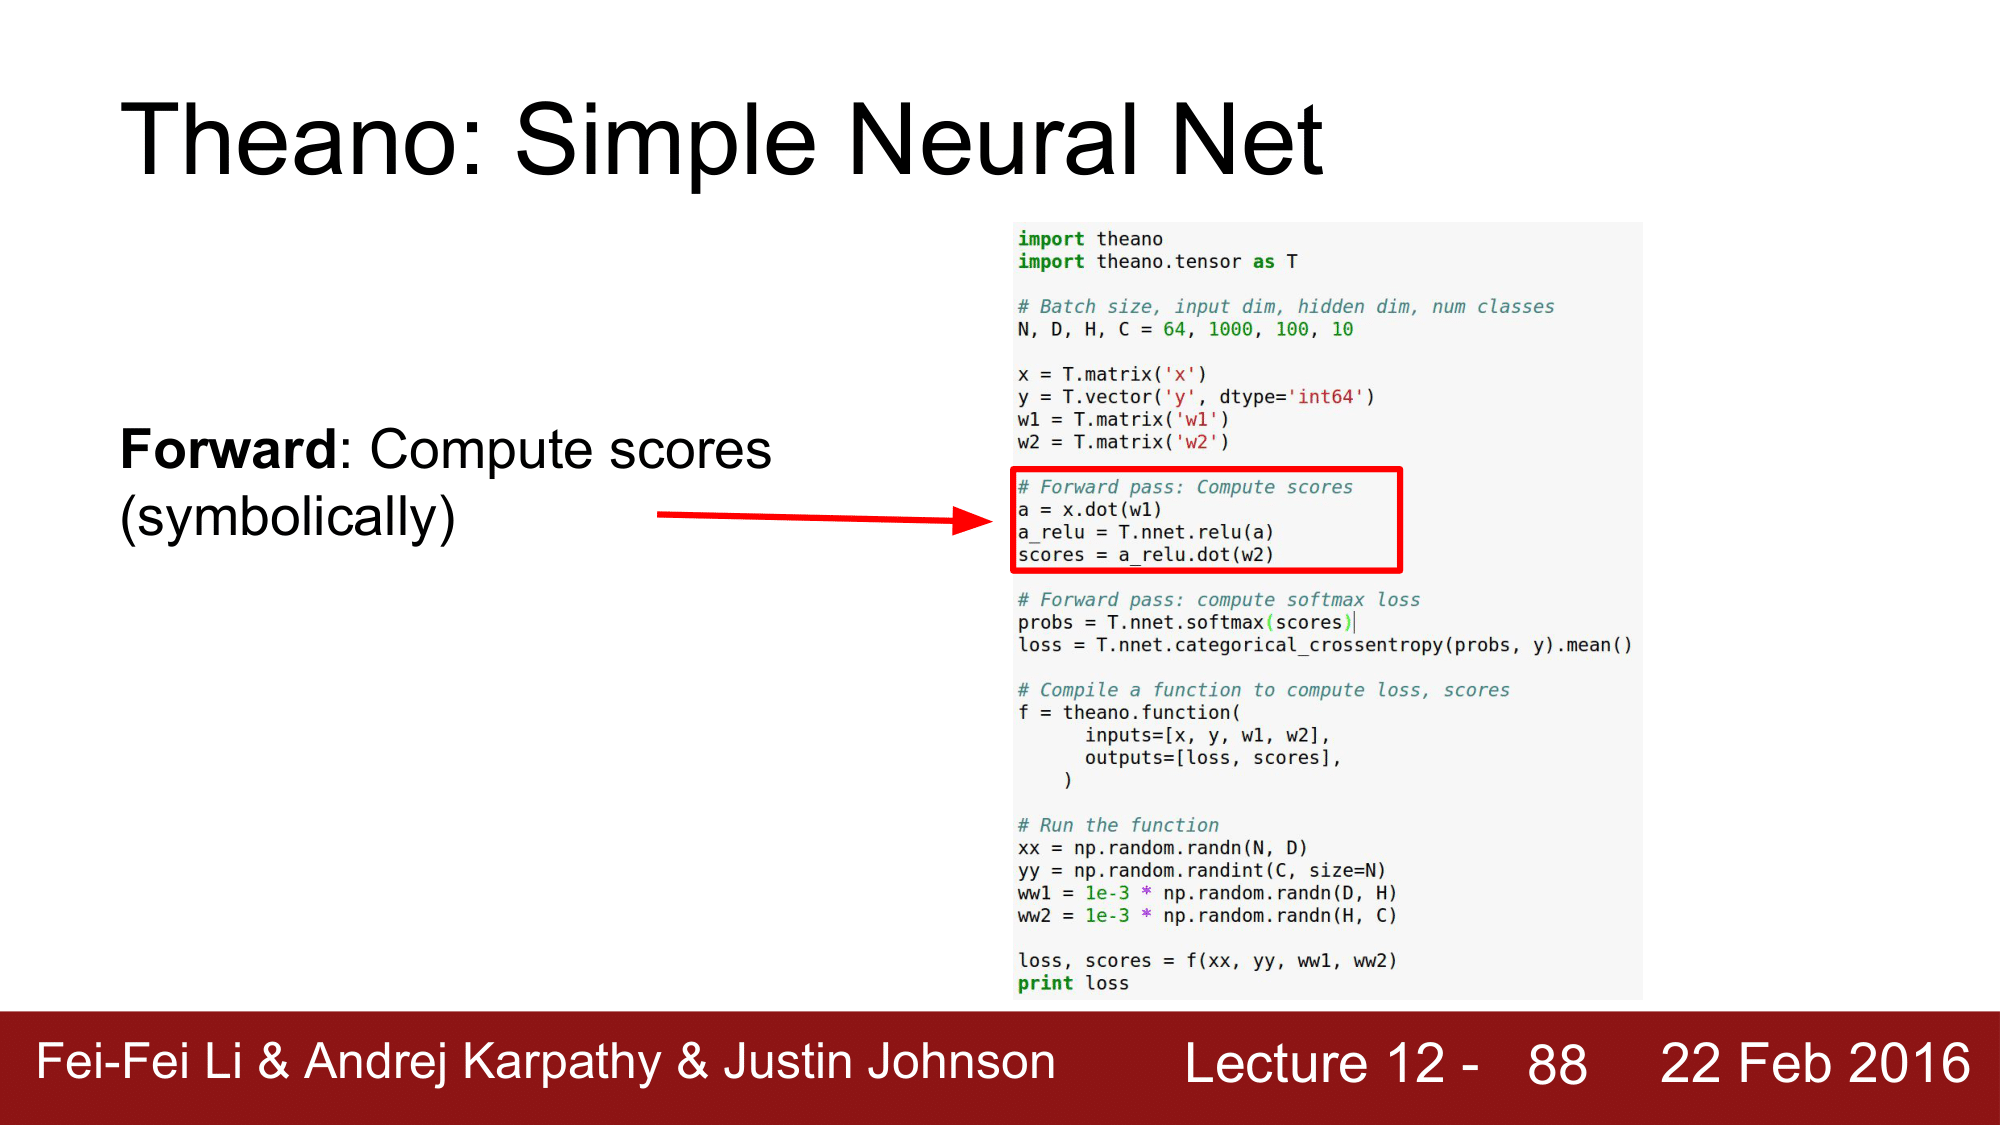 Theano: Simple Neural Net
Forward: Compute scores
(symbolically)
import theano
import theano.tensor as T
# Batch size, input dim, hidden dim, num classes
N, D, H, C = 64, 1000, 100, 10
x = T.matrix('x')
y = T.vector('y', dtype='int64')
w1 = T.matrix('w1')
w2 = T.matrix('w2')
# Forward pass: Compute scores
a = x.dot(w1)
a_relu = T.nnet.relu(a)
scores = a_relu.dot(w2)
# Forward pass: compute softmax loss
probs = T.nnet.softmax(scores)
loss = T.nnet.categorical_crossentropy(probs, y).mean()
# Compile a function to compute loss, scores
f = theano.function(
      inputs=[x, y, w1, w2],
      outputs=[loss, scores],
    )
# Run the function
xx = np.random.randn(N, D)
yy = np.random.randint(C, size=N)
ww1 = 1e-3 * np.random.randn(D, H)
ww2 = 1e-3 * np.random.randn(H, C)
loss, scores = f(xx, yy, ww1, ww2)
print loss
Fei-Fei Li & Andrej Karpathy & Justin Johnson Lecture 12 - 88 22 Feb 2016